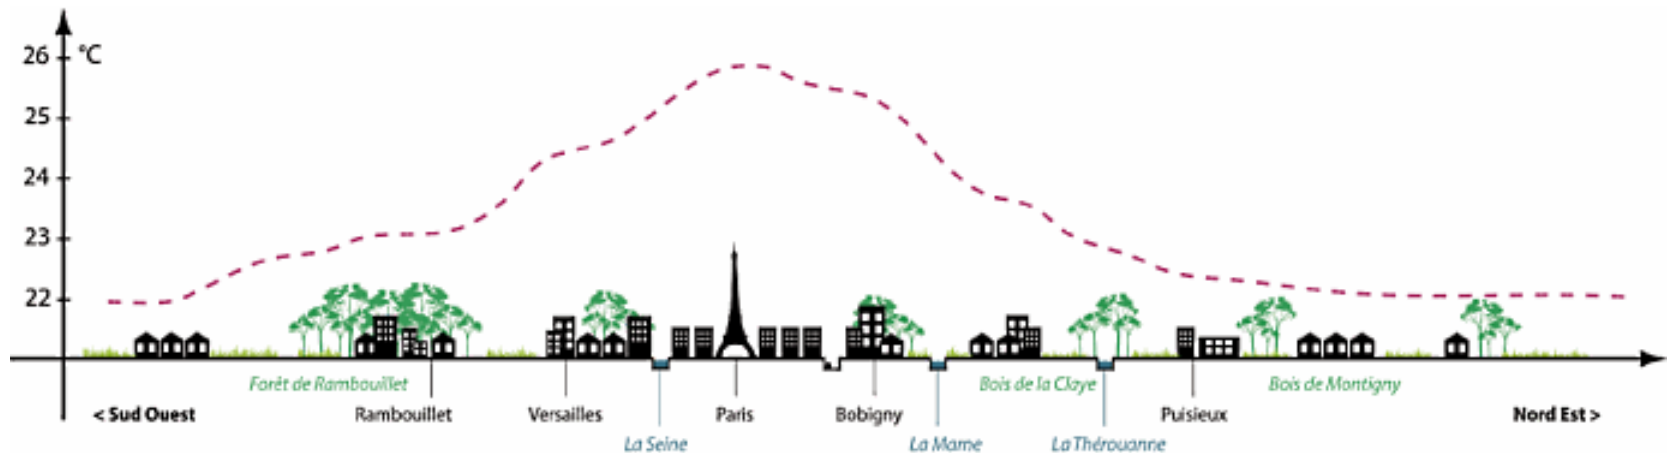 26 °C
25
24
23
22
Forêt de Rambouillet Bois de la Claye Bois de Montigny
< Sud Ouest Rambouillet Versailles Paris Bobigny Puisieux Nord Est >
La Seine La Marne La Thérouanne